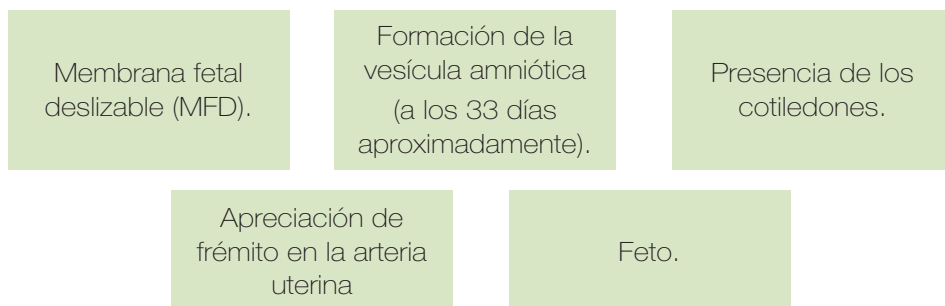 Membrana fetal
deslizable (MFD).
Formación de la
vesícula amniótica
(a los 33 días
aproximadamente).
Presencia de los
cotiledones.
Apreciación de
frémito en la arteria
uterina
Feto.